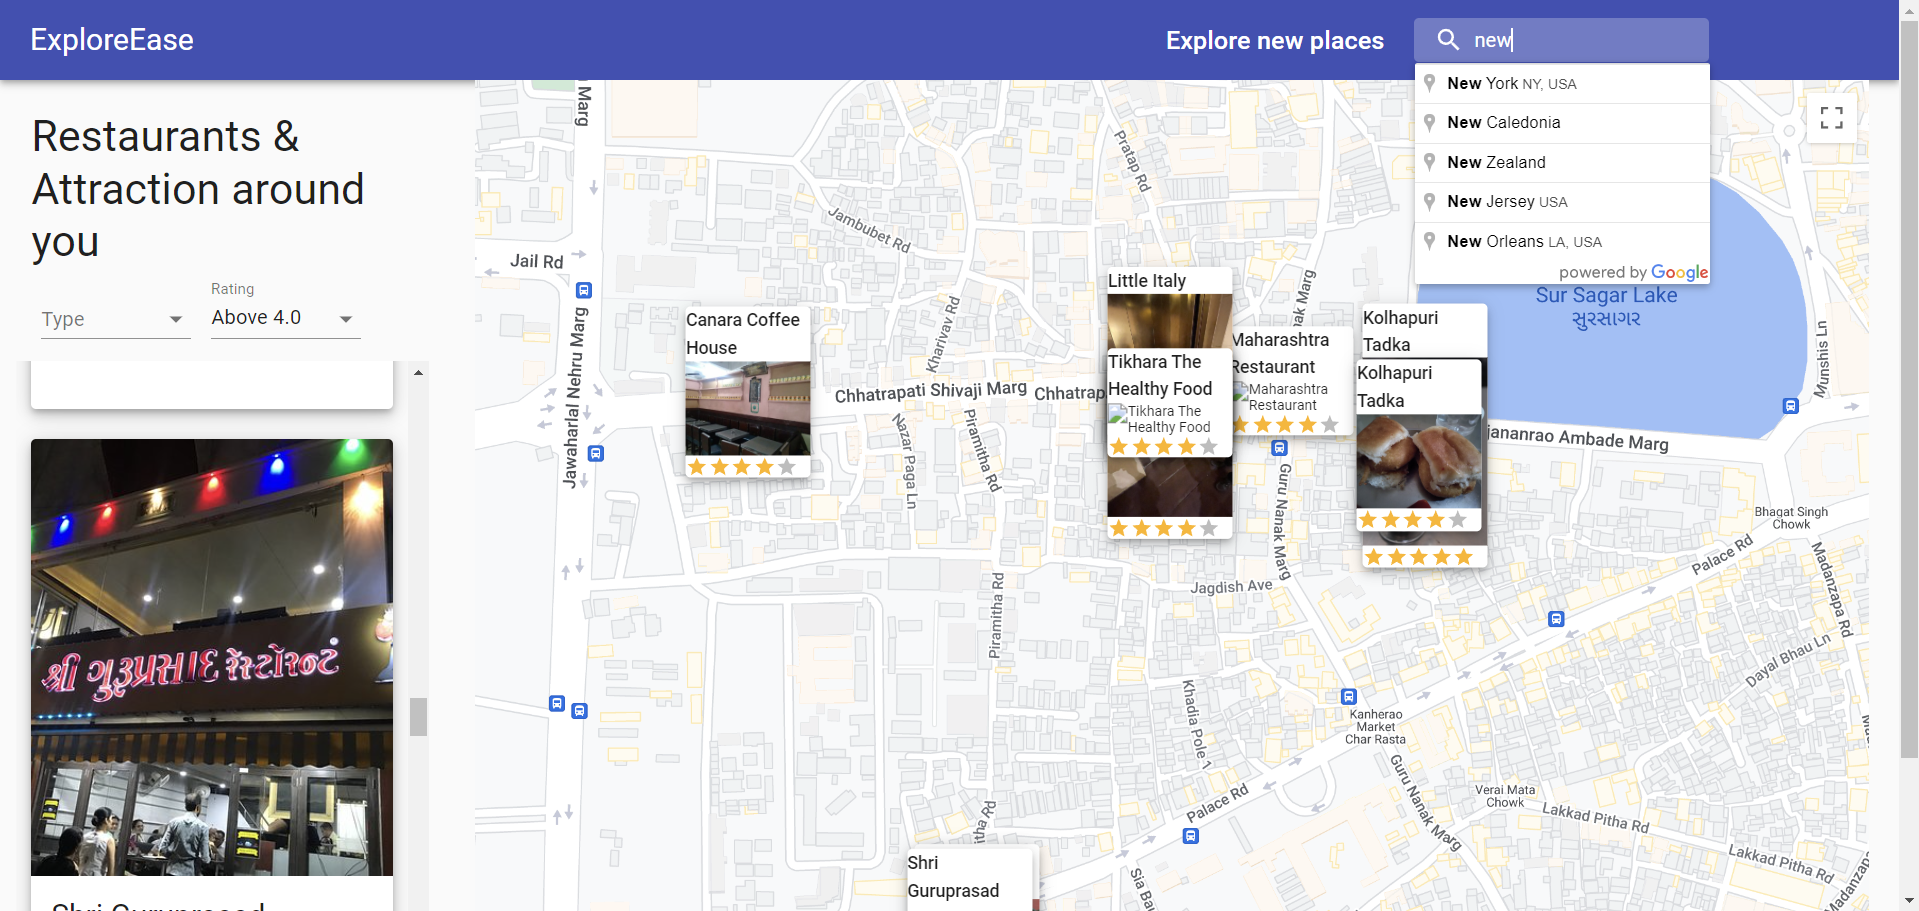 ExploreEase
Explore new places
new
New York NY, USA
New Caledonia
New Zealand
New Jersey USA
New Orleans LA, USA
powered by Google
Restaurants &
Attraction around
you
Type
Rating
Above 4.0
શ્રી ગુરુપ્રસાદ રેસ્ટોરન્ટ
Shri Guruprasad
Marg
Pratap Rd
Jambubet Rd
Jail Rd
Jawaharlal Nehru Marg
Kharivav Rd
Chhatrapati Shivaji Marg
Chhatrap
Nazar Paga Ln
Piramitha Rd
Canara Coffee
House
Little Italy
Tikhara The
Healthy Food
Tikhara The
Healthy Food
Maharashtra
Restaurant
Maharashtra
Restaurant
nak Marg
Kolhapuri
Tadka
Kolhapuri
Tadka
Sur Sagar Lake
સુરસાગર
Munshis Ln
jananrao Ambade Marg
Guru Nanak Marg
Jagdish Ave
Piramitha Rd
Bhagat Singh
Chowk
Palace Rd
Madanzapa Rd
Dayal Bhau Ln
Khadia Pole 1
Kanherao
Market
Char Rasta
Guru Nanak Marg
Verai Mata
Chowk
Lakkad Pitha Rd
Lakkad Pitha Rd
Madanzapa
Palace Rd
itha Rd
Sia Ba
Shri
Guruprasad